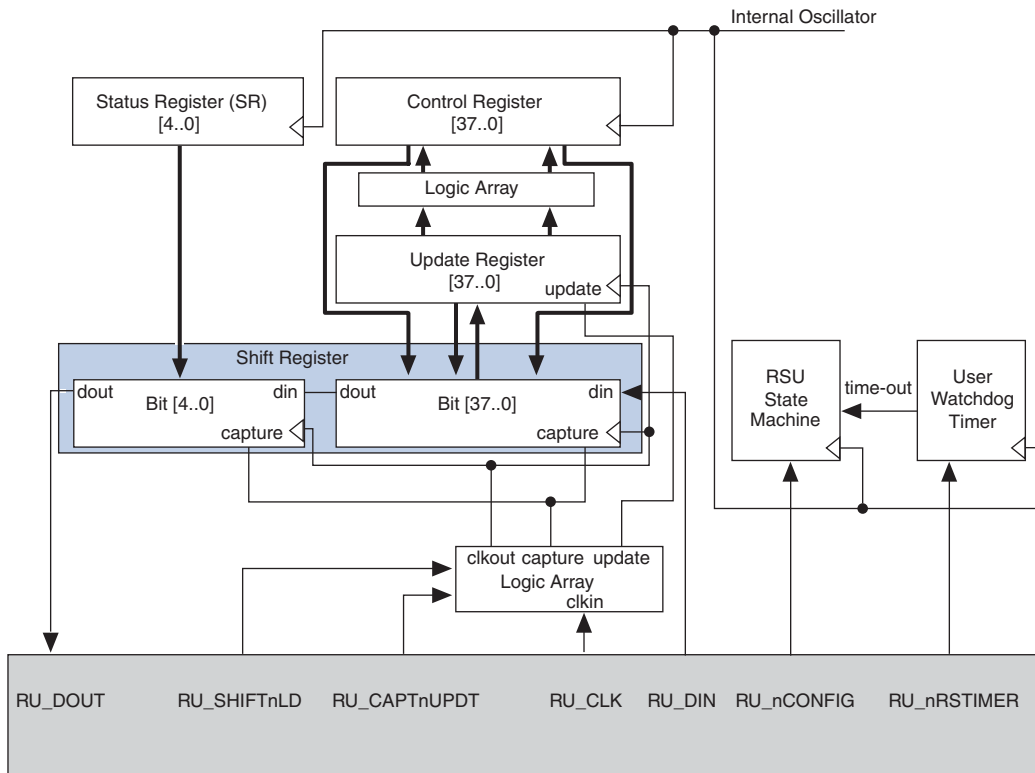 Internal Oscillator
Status Register (SR)
[4..0]
Control Register
[37..0]
Logic Array
Update Register
[37..0]
update
Shift Register
dout
din
Bit [4..0]
capture
dout
din
Bit [37..0]
capture
RSU
State
Machine
time-out
User
Watchdog
Timer
clkout capture update
Logic Array
clkin
RU_DOUT
RU_SHIFTnLD
RU_CAPTnUPDT
RU_CLK
RU_DIN
RU_nCONFIG
RU_nRSTIMER